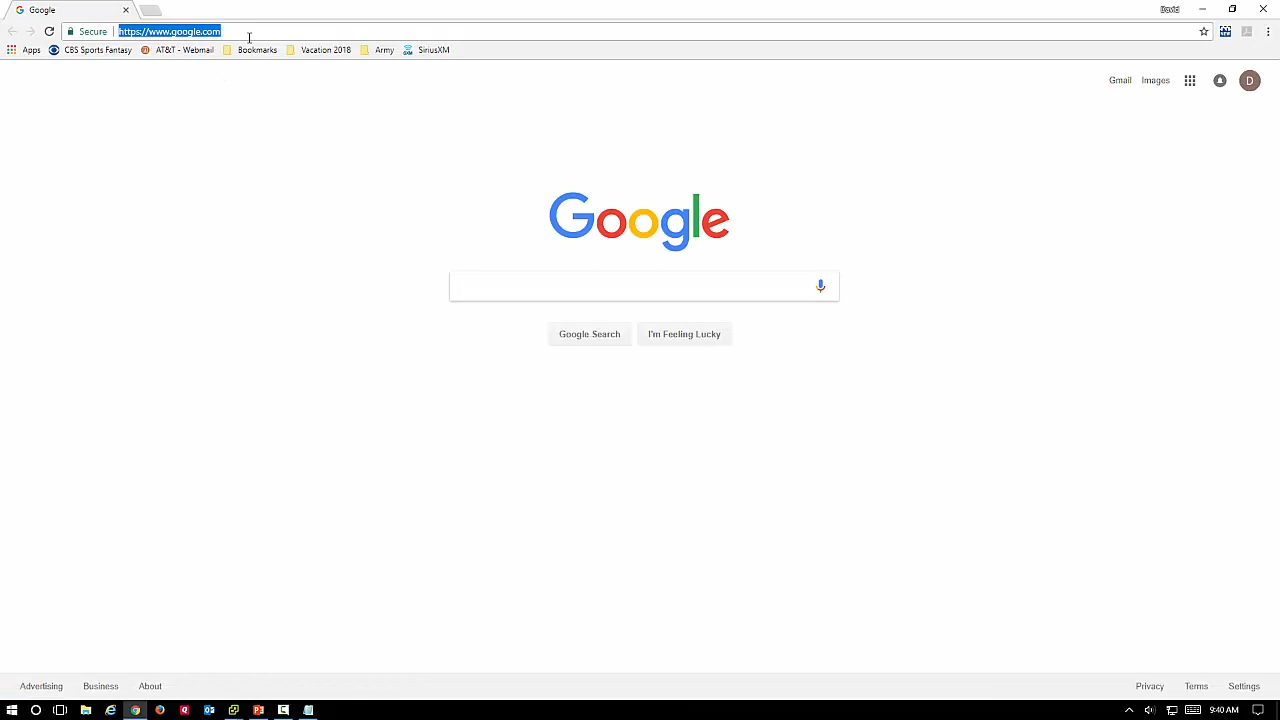 Google
David
Secure
https://www.google.com
Apps
CBS Sports Fantasy
AT&T - Webmail
Bookmarks
Vacation 2018
Army
SiriusXM
Gmail
Images
D
Google
Google Search
I'm Feeling Lucky
Advertising
Business
About
Privacy
Terms
Settings
9:40 AM